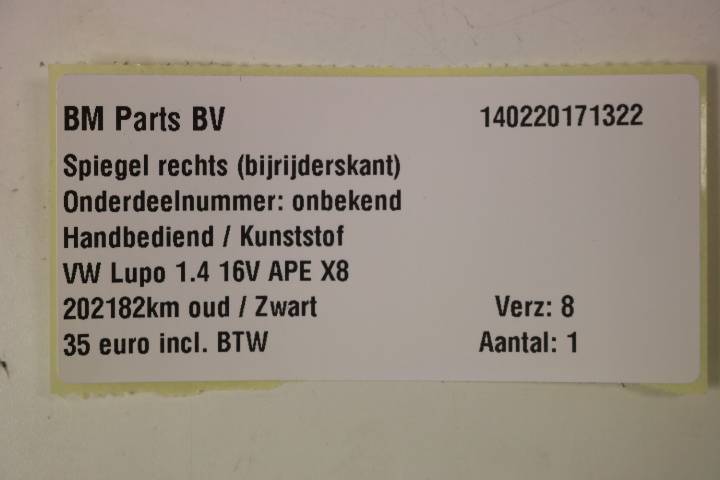 BM Parts BV 140220171322
Spiegel rechts (bijrijderskant)
Onderdeelnummer: onbekend
Handbediend / Kunststof
VW Lupo 1.4 16V APE X8
202182km oud / Zwart Verz: 8
35 euro incl. BTW Aantal: 1